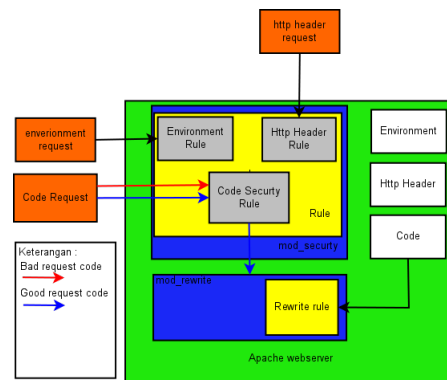 http header
request
enverionment
request
Environment
Rule
Http Header
Rule
Environment
Http Header
Code Request
Code Securty
Rule
Rule
Code
mod_securty
Keterangan :
Bad request code
Good request code
mod_rewrite
Rewrite rule
Apache webserver